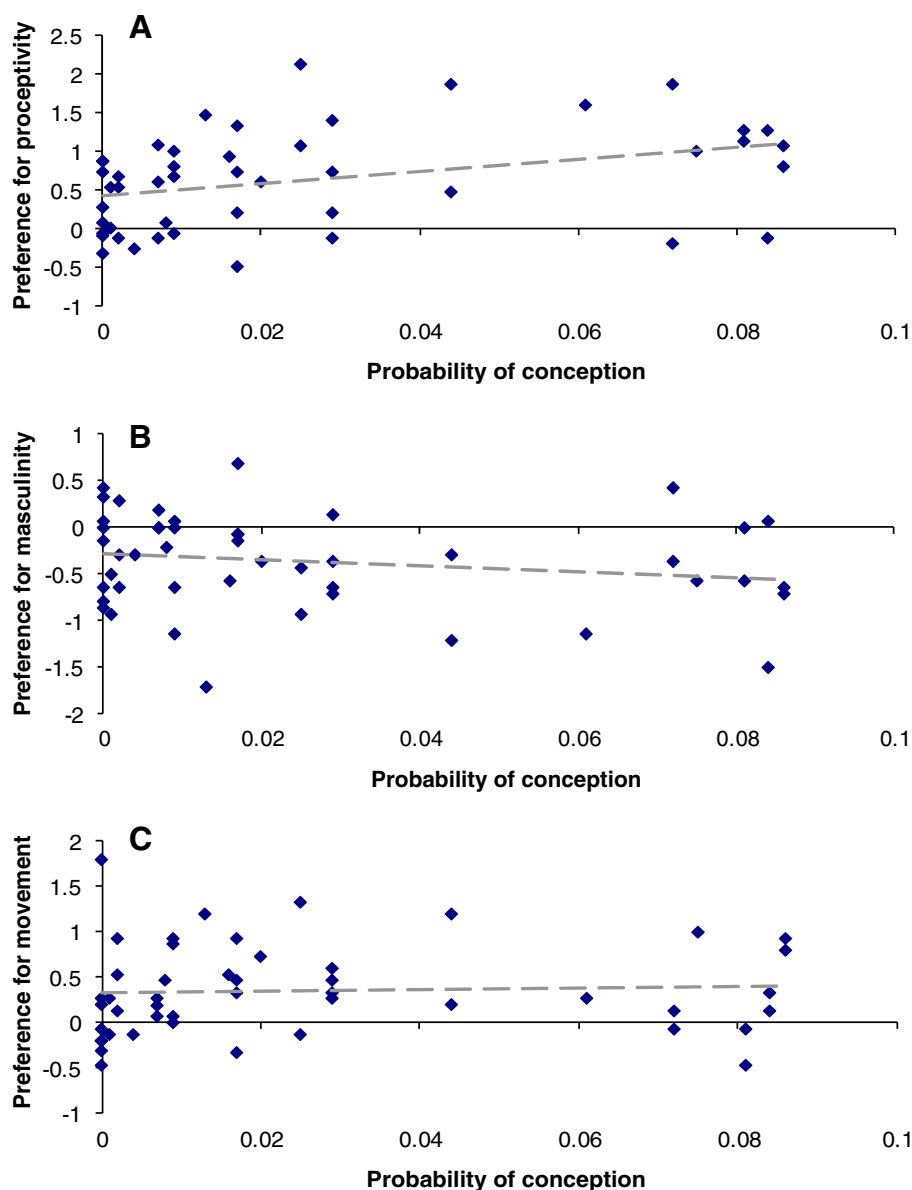 A
Preference for proceptivity
2.5
2
1.5
1
0.5
0
-0.5
-1
0 0.02 0.04 0.06 0.08 0.1
Probability of conception
B
Preference for masculinity
1
0.5
0
-0.5
-1
-1.5
-2
0 0.02 0.04 0.06 0.08 0.1
Probability of conception
C
Preference for movement
2
1.5
1
0.5
0
-0.5
-1
0 0.02 0.04 0.06 0.08 0.1
Probability of conception